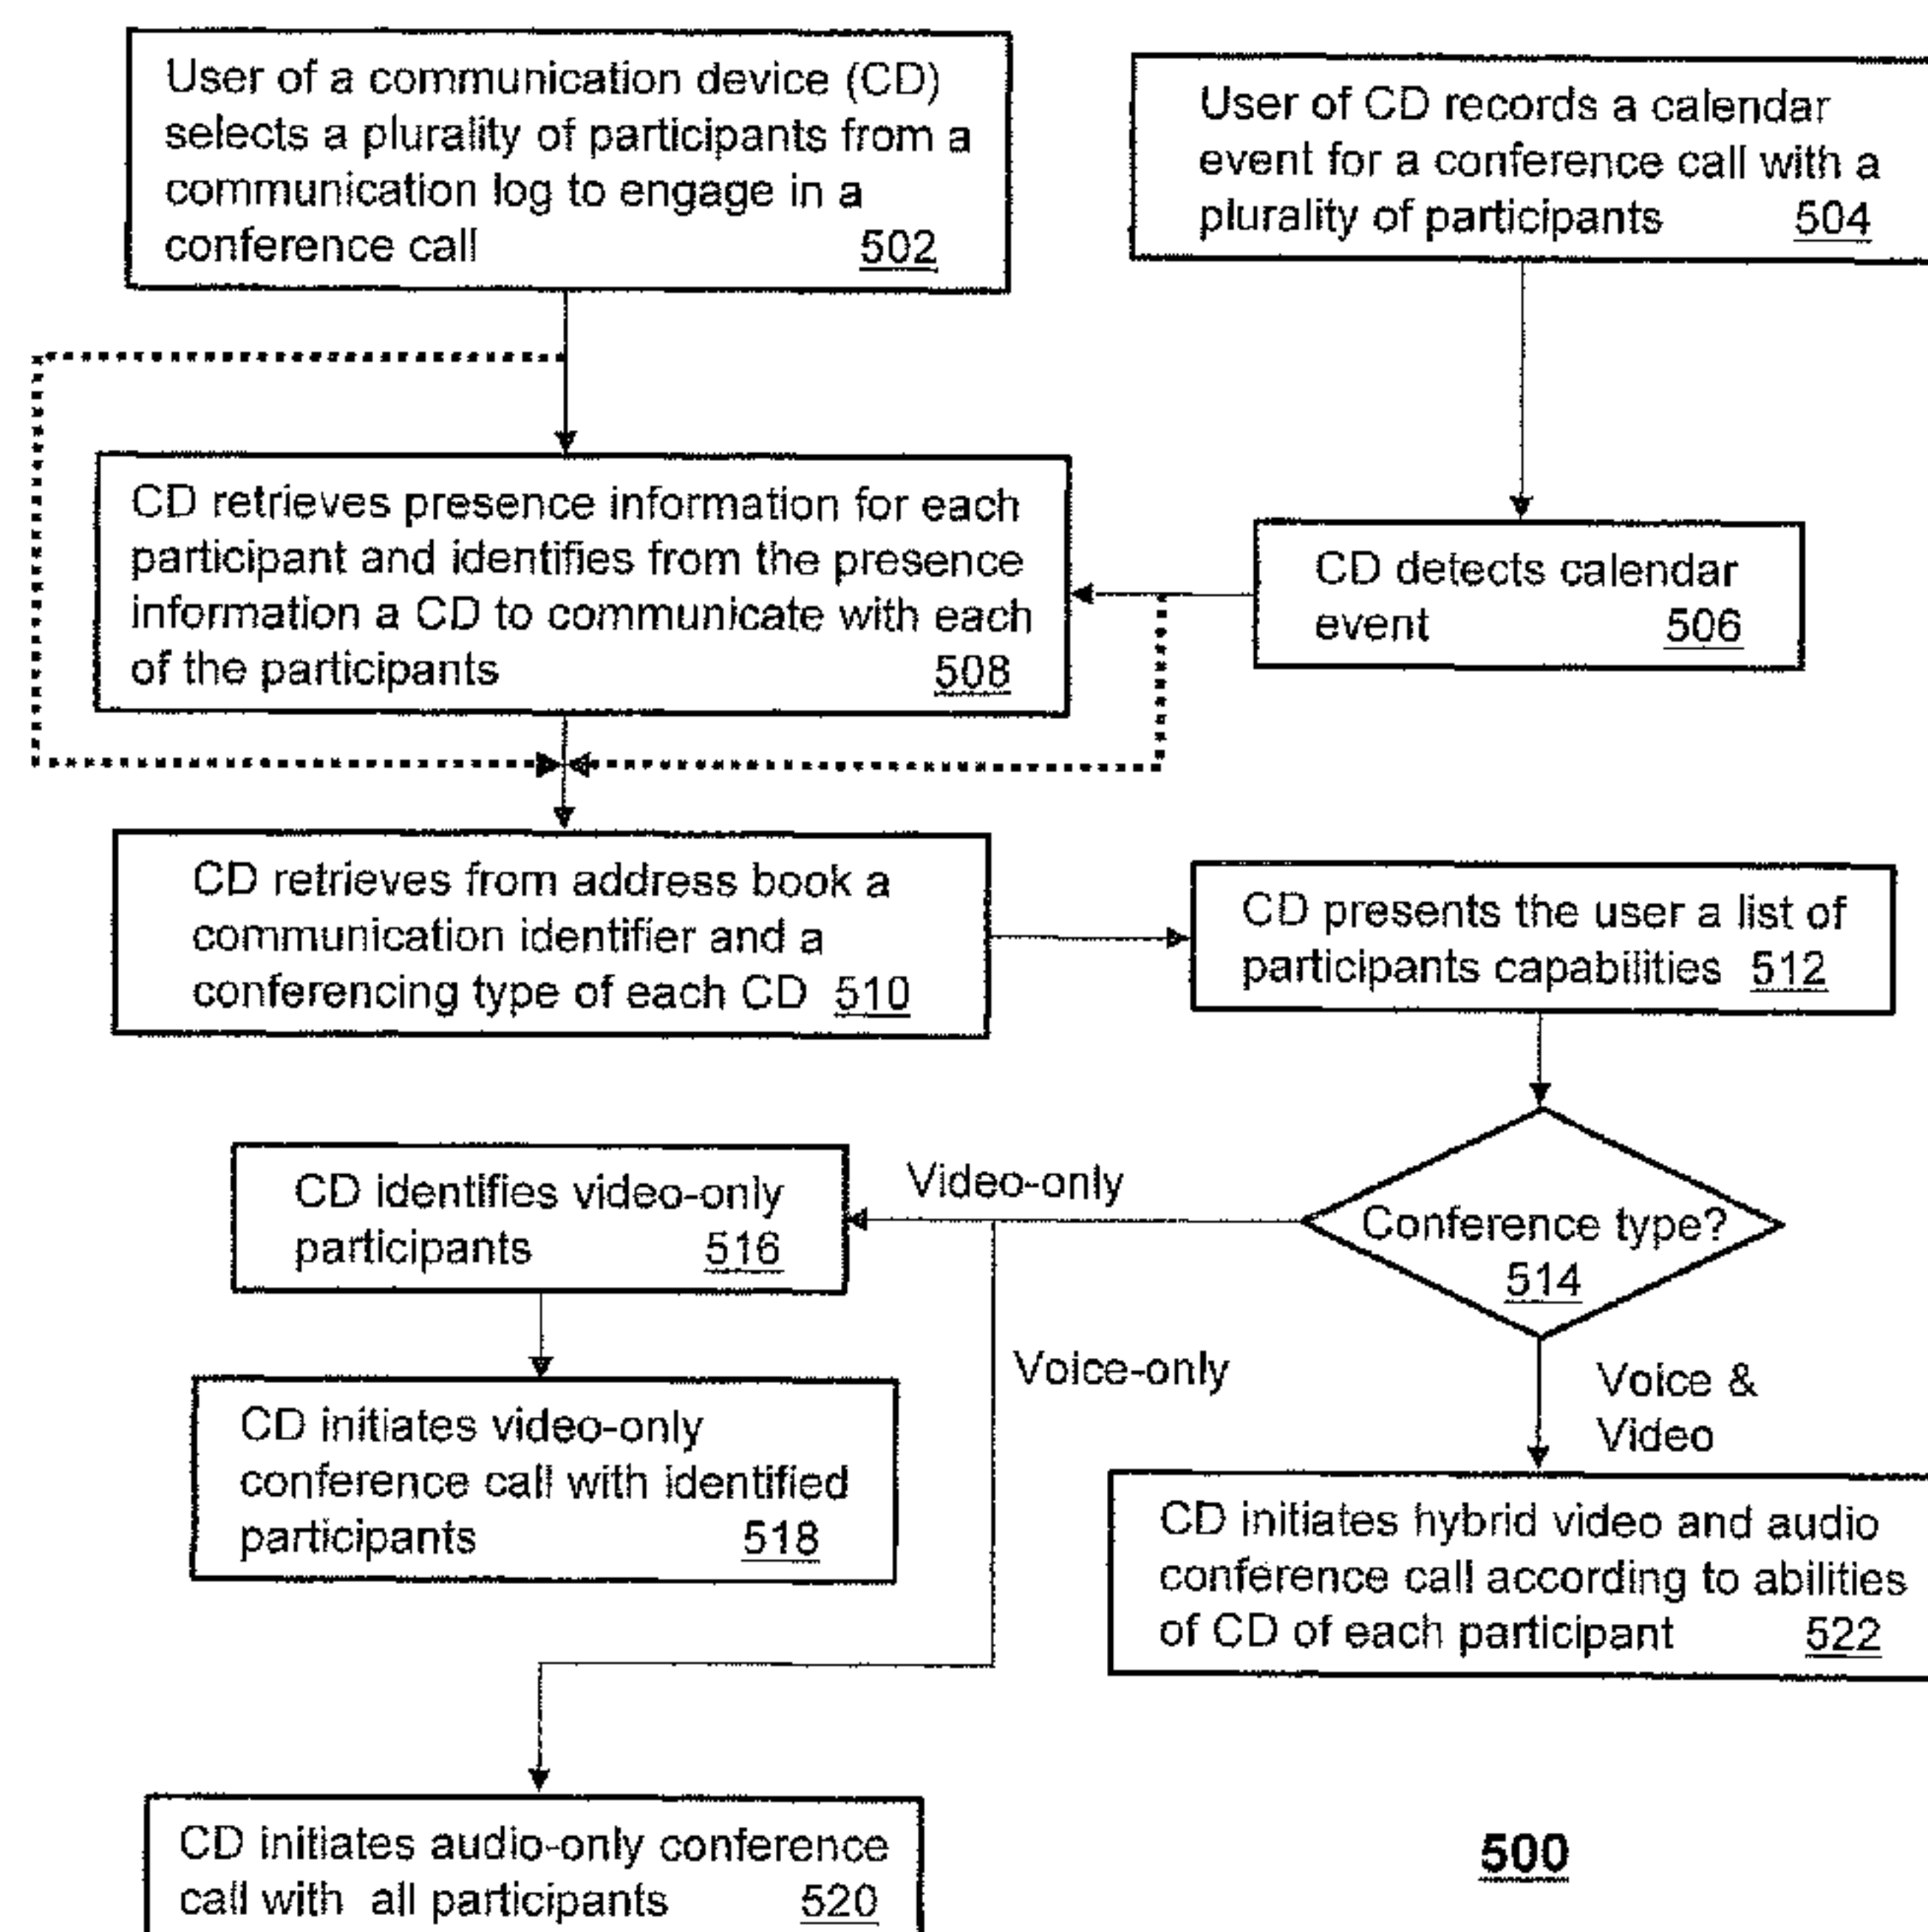 User of a communication device (CD)
selects a plurality of participants from a
communication log to engage in a
conference call 502
User of CD records a calendar
event for a conference call with a
plurality of participants 504
CD retrieves presence information for each
participant and identifies from the presence
information a CD to communicate with each
of the participants 508
CD detects calendar
event 506
CD retrieves from address book a
communication identifier and a
conferencing type of each CD 510
CD presents the user a list of
participants capabilities 512
Conference type?
514
Video-only
CD identifies video-only
participants 516
Voice-only
Voice &
Video
CD initiates video-only
conference call with identified
participants 518
CD initiates hybrid video and audio
conference call according to abilities
of CD of each participant 522
CD initiates audio-only conference
call with all participants 520
500